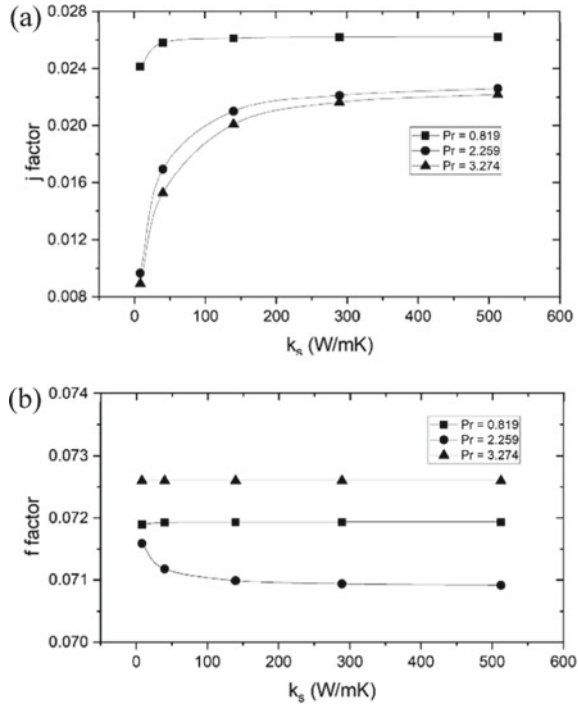 (a)
0.028
0.024
0.020
0.016
0.012
0.008
j factor
Pr = 0.819
Pr = 2.259
Pr = 3.274
0 100 200 300 400 500 600
kₛ (W/mK)
(b)
0.074
0.073
0.072
0.071
0.070
f factor
Pr = 0.819
Pr = 2.259
Pr = 3.274
0 100 200 300 400 500 600
kₛ (W/mK)